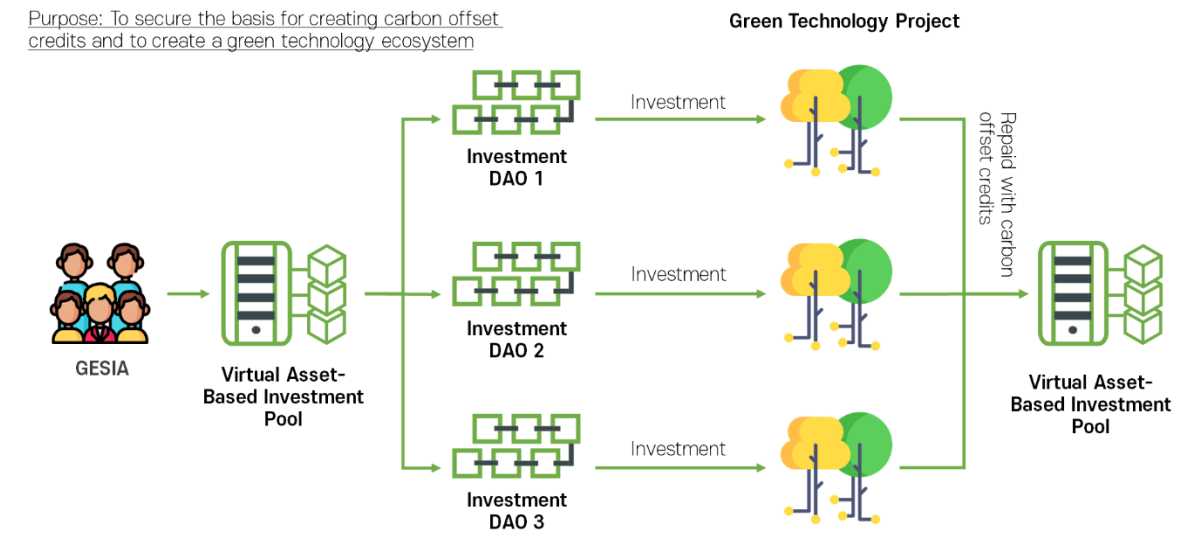 Purpose: To secure the basis for creating carbon offset
credits and to create a green technology ecosystem
Green Technology Project
Investment
Investment
DAO 1
Repaid with carbon
offset credits
GESIA
Virtual Asset-
Based Investment
Pool
Investment
Investment
DAO 2
Virtual Asset-
Based Investment
Pool
Investment
Investment
DAO 3